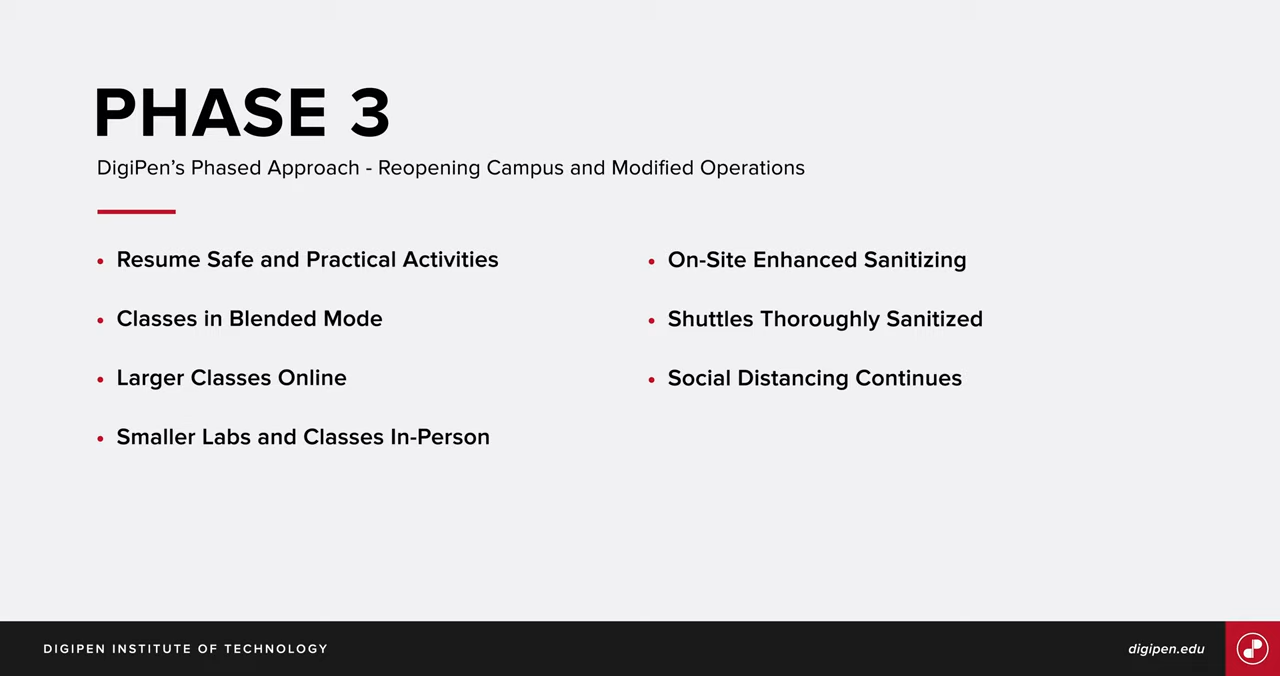 PHASE 3
DigiPen’s Phased Approach - Reopening Campus and Modified Operations
• Resume Safe and Practical Activities
• Classes in Blended Mode
• Larger Classes Online
• Smaller Labs and Classes In-Person
• On-Site Enhanced Sanitizing
• Shuttles Thoroughly Sanitized
• Social Distancing Continues
DIGIPEN INSTITUTE OF TECHNOLOGY
digipen.edu